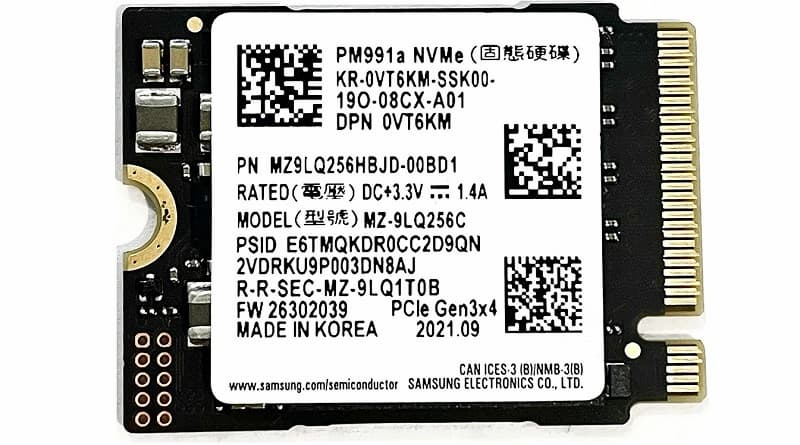 PM991a NVMe (固態硬碟)
KR-0VT6KM-SSK00-
19O-08CX-A01
DPN 0VT6KM
PN MZ9LQ256HBJD-00BD1
RATED(電壓) DC+3.3V ⎓ 1.4A
MODEL(型號) MZ-9LQ256C
PSID E6TMQKDR0CC2D9QN
2VDRKU9P003DN8AJ
R-R-SEC-MZ-9LQ1T0B
FW 26302039 PCIe Gen3x4
MADE IN KOREA 2021.09
CAN ICES-3 (B)/NMB-3(B)
www.samsung.com/semiconductor SAMSUNG ELECTRONICS CO., LTD.